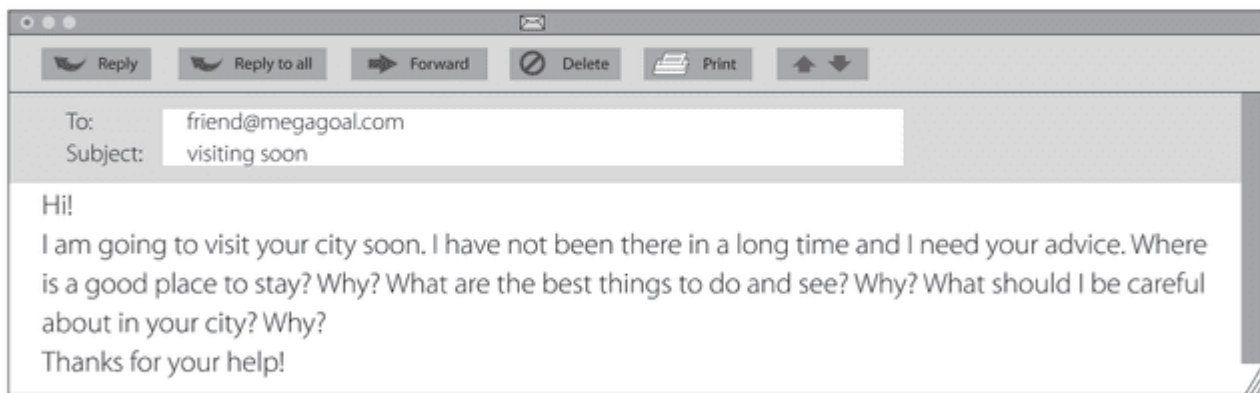 Reply Reply to all Forward Delete Print
To: friend@megagoal.com
Subject: visiting soon
Hi!
I am going to visit your city soon. I have not been there in a long time and I need your advice. Where
is a good place to stay? Why? What are the best things to do and see? Why? What should I be careful
about in your city? Why?
Thanks for your help!